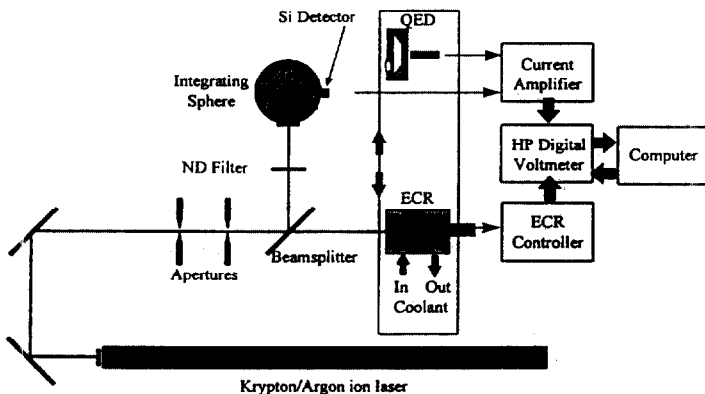 Si Detector
QED
Integrating
Sphere
Current
Amplifier
ND Filter
HP Digital
Voltmeter
Computer
ECR
ECR
Controller
Apertures
Beamsplitter
In Out
Coolant
Krypton/Argon ion laser